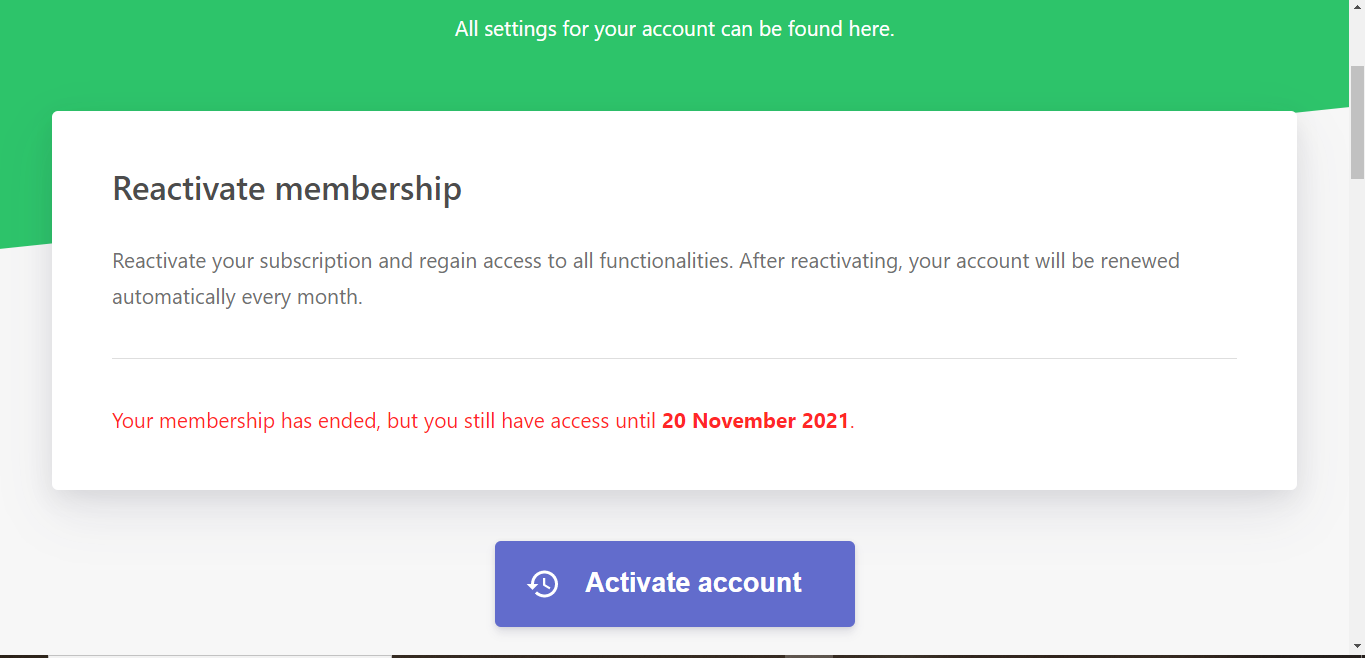 All settings for your account can be found here.
Reactivate membership
Reactivate your subscription and regain access to all functionalities. After reactivating, your account will be renewed
automatically every month.
Your membership has ended, but you still have access until 20 November 2021.
Activate account